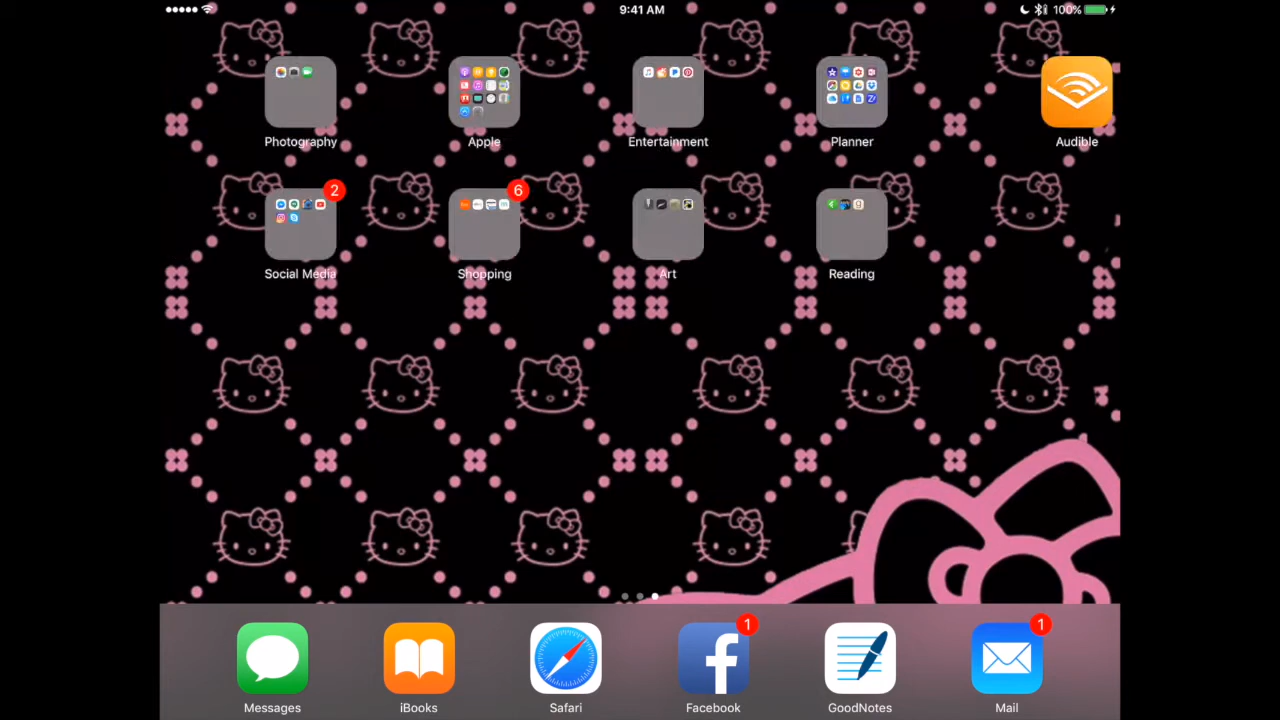 9:41 AM
100%
Photography
Apple
Entertainment
Planner
Audible
2
6
Social Media
Shopping
Art
Reading
1
1
Messages
iBooks
Safari
Facebook
GoodNotes
Mail